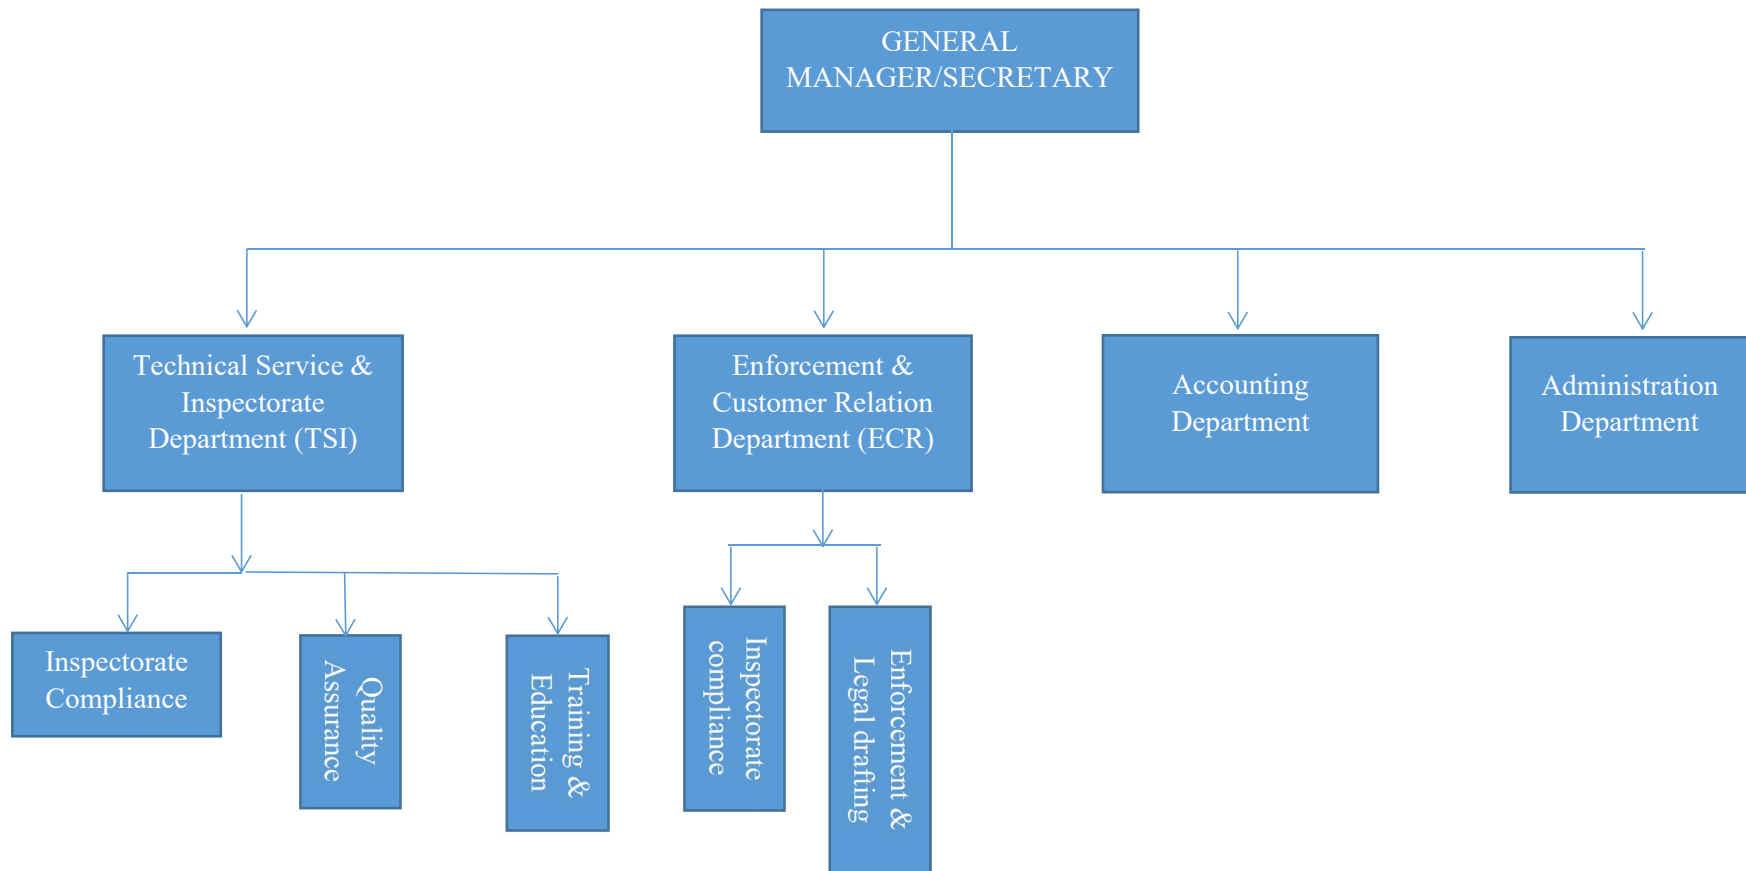 GENERAL
MANAGER/SECRETARY
Technical Service &
Inspectorate
Department (TSI)
Enforcement &
Customer Relation
Department (ECR)
Accounting
Department
Administration
Department
Inspectorate
Compliance
Quality
Assurance
Training &
Education
Inspectorate
compliance
Enforcement &
Legal drafting